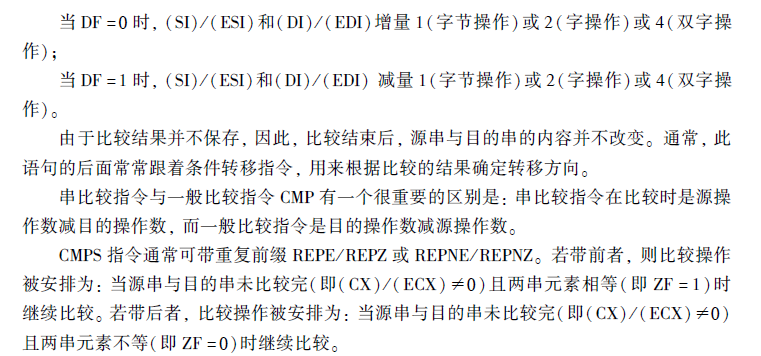 当 DF =0 时, (SI)/(ESI)和(DI)/(EDI)增量 1(字节操作)或 2(字操作)或 4(双字操
作);
当 DF =1 时, (SI)/(ESI)和(DI)/(EDI) 减量 1(字节操作)或 2(字操作)或 4(双字操
作)。
由于比较结果并不保存, 因此, 比较结束后, 源串与目的串的内容并不改变。通常, 此
语句的后面常常跟着条件转移指令, 用来根据比较的结果确定转移方向。
串比较指令与一般比较指令 CMP 有一个很重要的区别是: 串比较指令在比较时是源操
作数减目的操作数, 而一般比较指令是目的操作数减源操作数。
CMPS 指令通常可带重复前缀 REPE/REPZ 或 REPNE/REPNZ。若带前者, 则比较操作
被安排为: 当源串与目的串未比较完(即(CX)/(ECX)≠0)且两串元素相等(即 ZF = 1)时
继续比较。若带后者, 比较操作被安排为: 当源串与目的串未比较完(即(CX)/(ECX)≠0)
且两串元素不等(即 ZF =0)时继续比较。